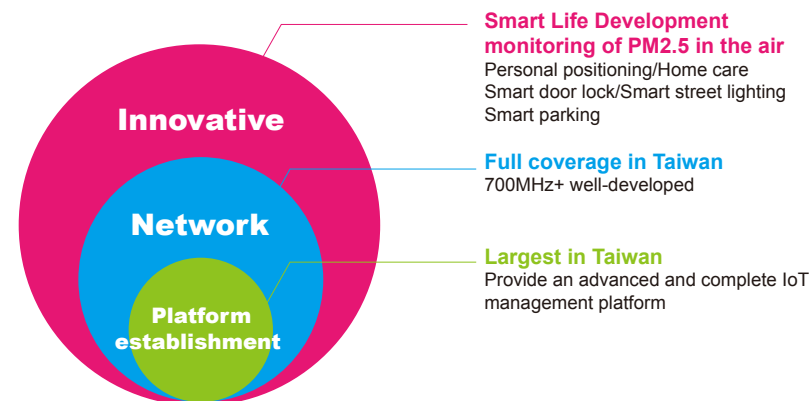 Innovative
Network
Platform
establishment
Smart Life Development
monitoring of PM2.5 in the air
Personal positioning/Home care
Smart door lock/Smart street lighting
Smart parking
Full coverage in Taiwan
700MHz+ well-developed
Largest in Taiwan
Provide an advanced and complete IoT
management platform